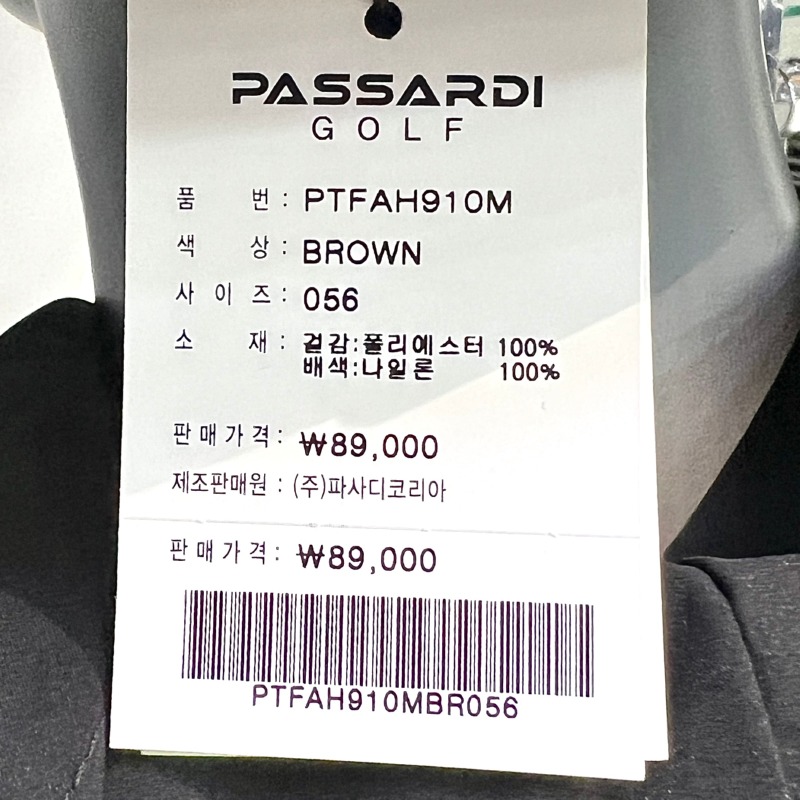 PASSARDI
GOLF
품 번 : PTFAH910M
색 상 : BROWN
사 이 즈 : 056
소 재 : 겉감:폴리에스터 100%
배색:나일론 100%
판 매 가 격 : ₩89,000
제조판매원 : (주)파사디코리아
판 매 가 격 : ₩89,000
PTFAH910MBR056